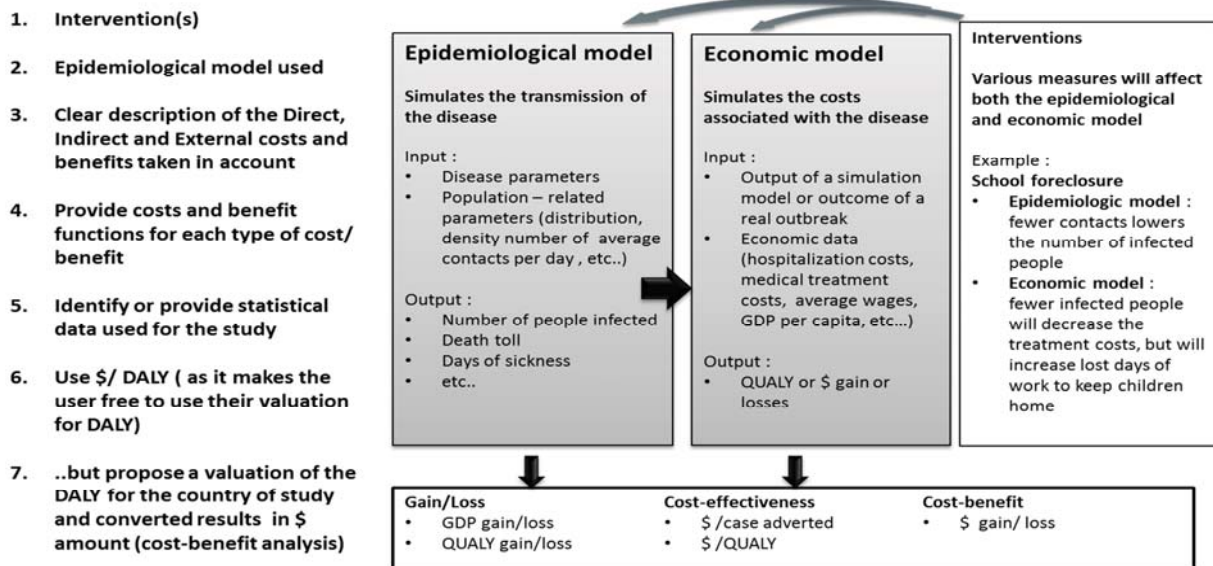 1. Intervention(s)
2. Epidemiological model used
3. Clear description of the Direct,
Indirect and External costs and
benefits taken in account
4. Provide costs and benefit
functions for each type of cost/
benefit
5. Identify or provide statistical
data used for the study
6. Use $/ DALY ( as it makes the
user free to use their valuation
for DALY)
7. ..but propose a valuation of the
DALY for the country of study
and converted results in $
amount (cost-benefit analysis)
Epidemiological model
Simulates the transmission of
the disease
Input :
• Disease parameters
• Population – related
parameters (distribution,
density number of average
contacts per day , etc..)
Output :
• Number of people infected
• Death toll
• Days of sickness
• etc..
Economic model
Simulates the costs
associated with the disease
Input :
• Output of a simulation
model or outcome of a
real outbreak
• Economic data
(hospitalization costs,
medical treatment
costs, average wages,
GDP per capita, etc...)
Output :
• QUALY or $ gain or
losses
Interventions
Various measures will affect
both the epidemiological
and economic model
Example :
School foreclosure
• Epidemiologic model :
fewer contacts lowers
the number of infected
people
• Economic model :
fewer infected people
will decrease the
treatment costs, but will
increase lost days of
work to keep children
home
Gain/Loss
• GDP gain/loss
• QUALY gain/loss
Cost-effectiveness
• $ /case adverted
• $ /QUALY
Cost-benefit
• $ gain/ loss